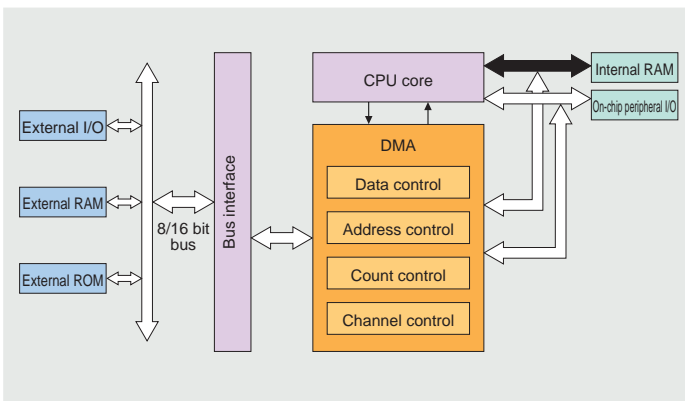 CPU core
Internal RAM
On-chip peripheral I/O
External I/O
External RAM
External ROM
8/16 bit
bus
Bus interface
DMA
Data control
Address control
Count control
Channel control